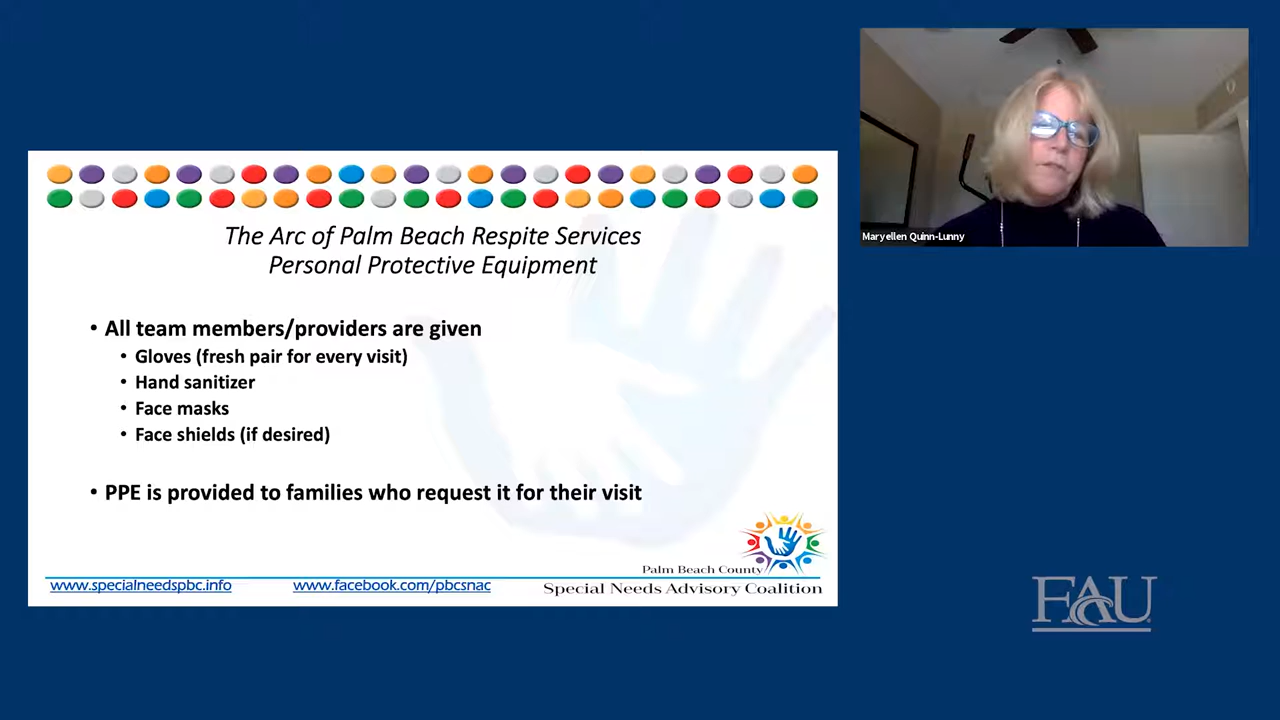 The Arc of Palm Beach Respite Services
Personal Protective Equipment
• All team members/providers are given
• Gloves (fresh pair for every visit)
• Hand sanitizer
• Face masks
• Face shields (if desired)
• PPE is provided to families who request it for their visit
Palm Beach County
Special Needs Advisory Coalition
www.specialneedspbc.info
www.facebook.com/pbcsnac
Maryellen Quinn-Lunny
FAU